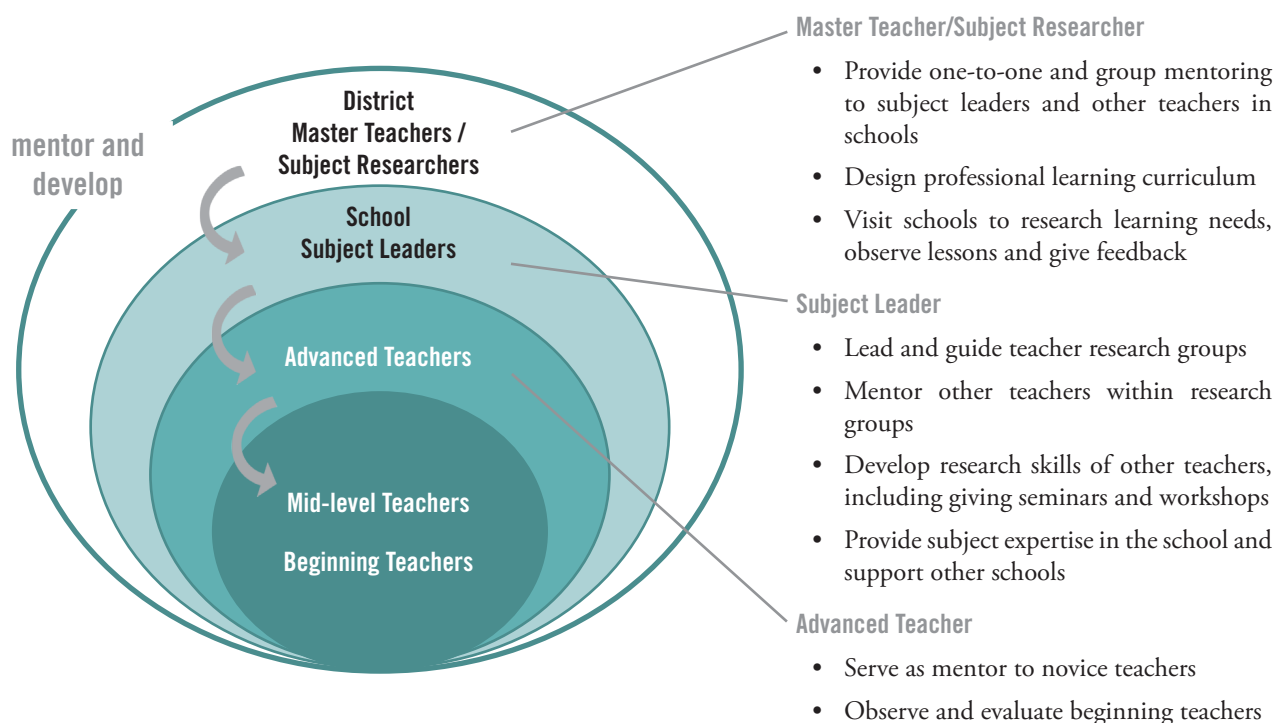 mentor and
develop
District
Master Teachers /
Subject Researchers
School
Subject Leaders
Advanced Teachers
Mid-level Teachers
Beginning Teachers
Master Teacher/Subject Researcher
• Provide one-to-one and group mentoring
to subject leaders and other teachers in
schools
• Design professional learning curriculum
• Visit schools to research learning needs,
observe lessons and give feedback
Subject Leader
• Lead and guide teacher research groups
• Mentor other teachers within research
groups
• Develop research skills of other teachers,
including giving seminars and workshops
• Provide subject expertise in the school and
support other schools
Advanced Teacher
• Serve as mentor to novice teachers
• Observe and evaluate beginning teachers